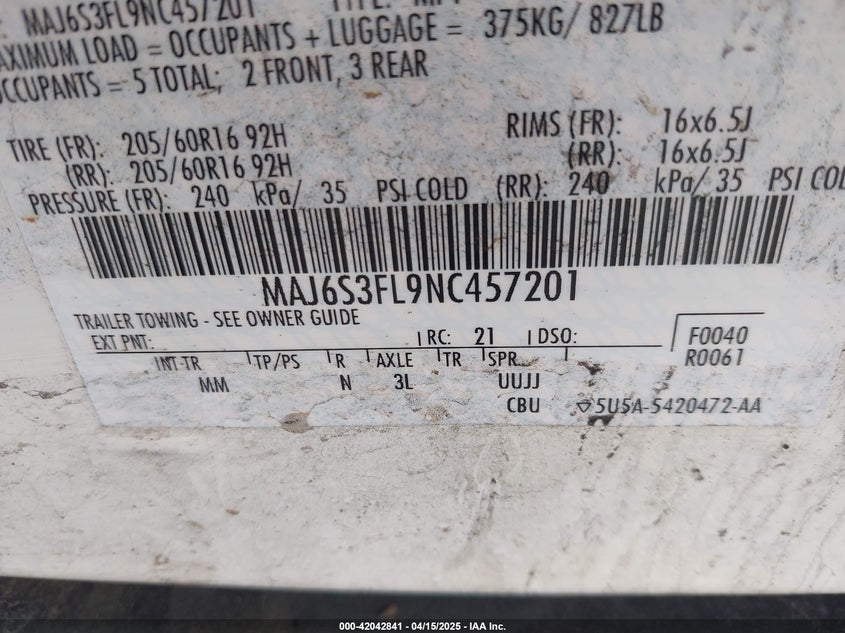 MAJ6S3FL9NC457201 TYPE:
MAXIMUM LOAD = OCCUPANTS + LUGGAGE = 375KG/ 827LB
OCCUPANTS = 5 TOTAL; 2 FRONT, 3 REAR
TIRE (FR): 205/60R16 92H RIMS (FR): 16x6.5J
(RR): 205/60R16 92H (RR): 16x6.5J
PRESSURE (FR): 240 kPa/ 35 PSI COLD (RR): 240 kPa/ 35 PSI COL
MAJ6S3FL9NC457201
TRAILER TOWING - SEE OWNER GUIDE
EXT PNT: RC: 21 DSO: F0040
INT TR TP/PS R AXLE TR SPR R0061
MM N 3L UUJJ
CBU 5U5A-5420472-AA
000-42042841 - 04/15/2025 - IAA Inc.